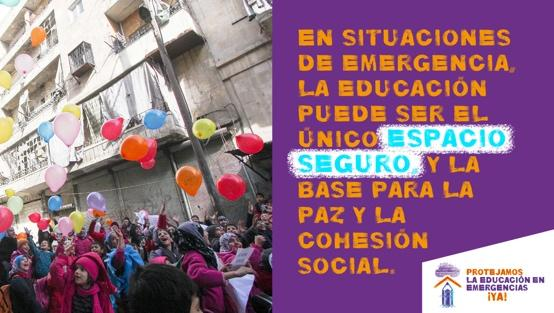 EN SITUACIONES
DE EMERGENCIA,
LA EDUCACIÓN
PUEDE SER EL
ÚNICO ESPACIO
SEGURO, Y LA
BASE PARA LA
PAZ Y LA
COHESIÓN
SOCIAL.
PROTEJAMOS
LA EDUCACIÓN EN
EMERGENCIAS
¡YA!